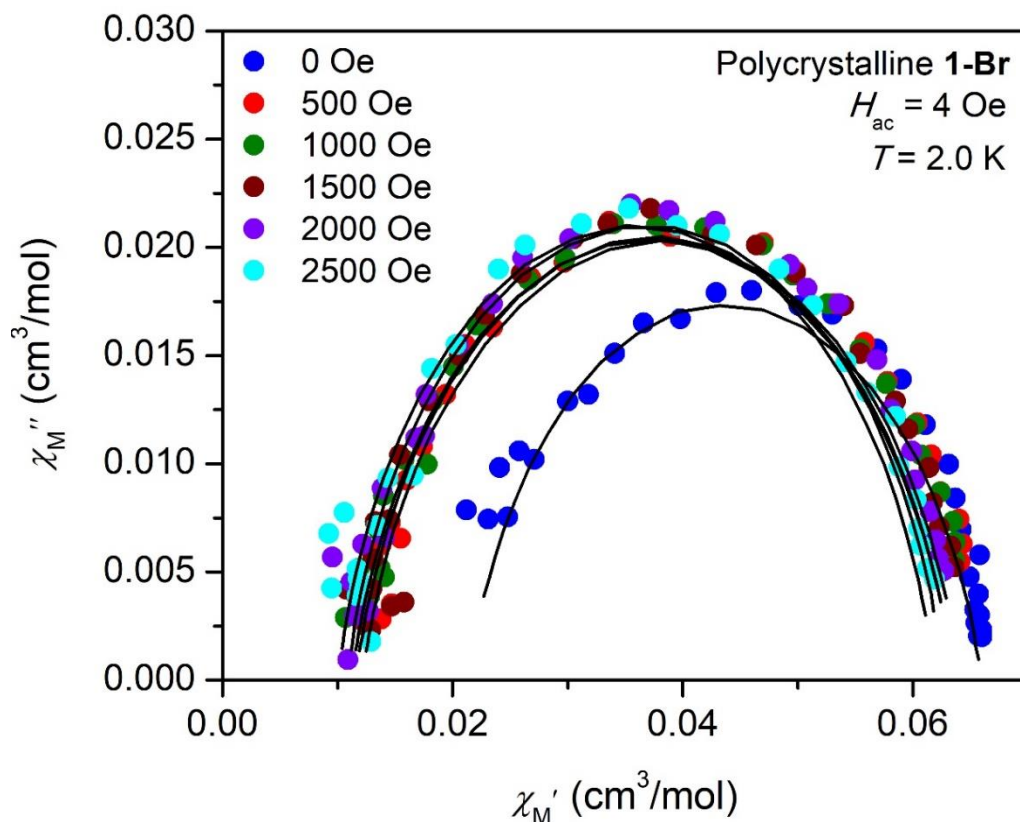 0.030
0.025
0.020
0.015
0.010
0.005
0.000
χM'' (cm³/mol)
0 Oe
500 Oe
1000 Oe
1500 Oe
2000 Oe
2500 Oe
Polycrystalline 1-Br
Hac = 4 Oe
T = 2.0 K
0.00 0.02 0.04 0.06
χM' (cm³/mol)